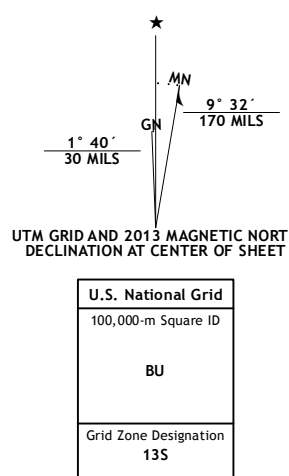 MN
GN
9° 32´
170 MILS
1° 40´
30 MILS
UTM GRID AND 2013 MAGNETIC NORT
DECLINATION AT CENTER OF SHEET
U.S. National Grid
100,000-m Square ID
BU
Grid Zone Designation
13S